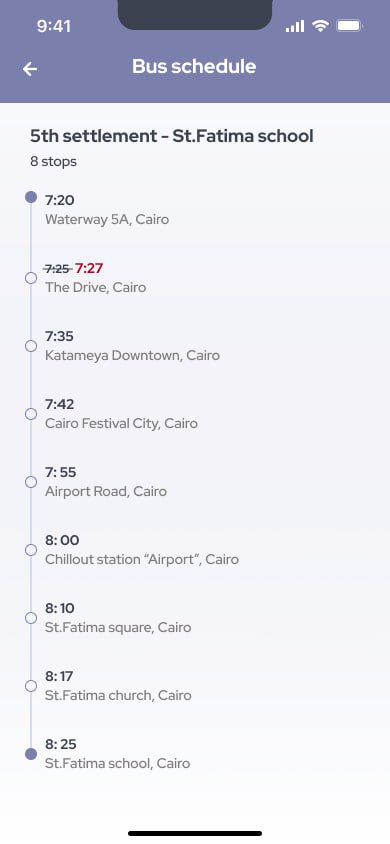 9:41
Bus schedule
5th settlement - St.Fatima school
8 stops
7:20
Waterway 5A, Cairo
7:25 7:27
The Drive, Cairo
7:35
Katameya Downtown, Cairo
7:42
Cairo Festival City, Cairo
7: 55
Airport Road, Cairo
8: 00
Chillout station “Airport”, Cairo
8: 10
St.Fatima square, Cairo
8: 17
St.Fatima church, Cairo
8: 25
St.Fatima school, Cairo